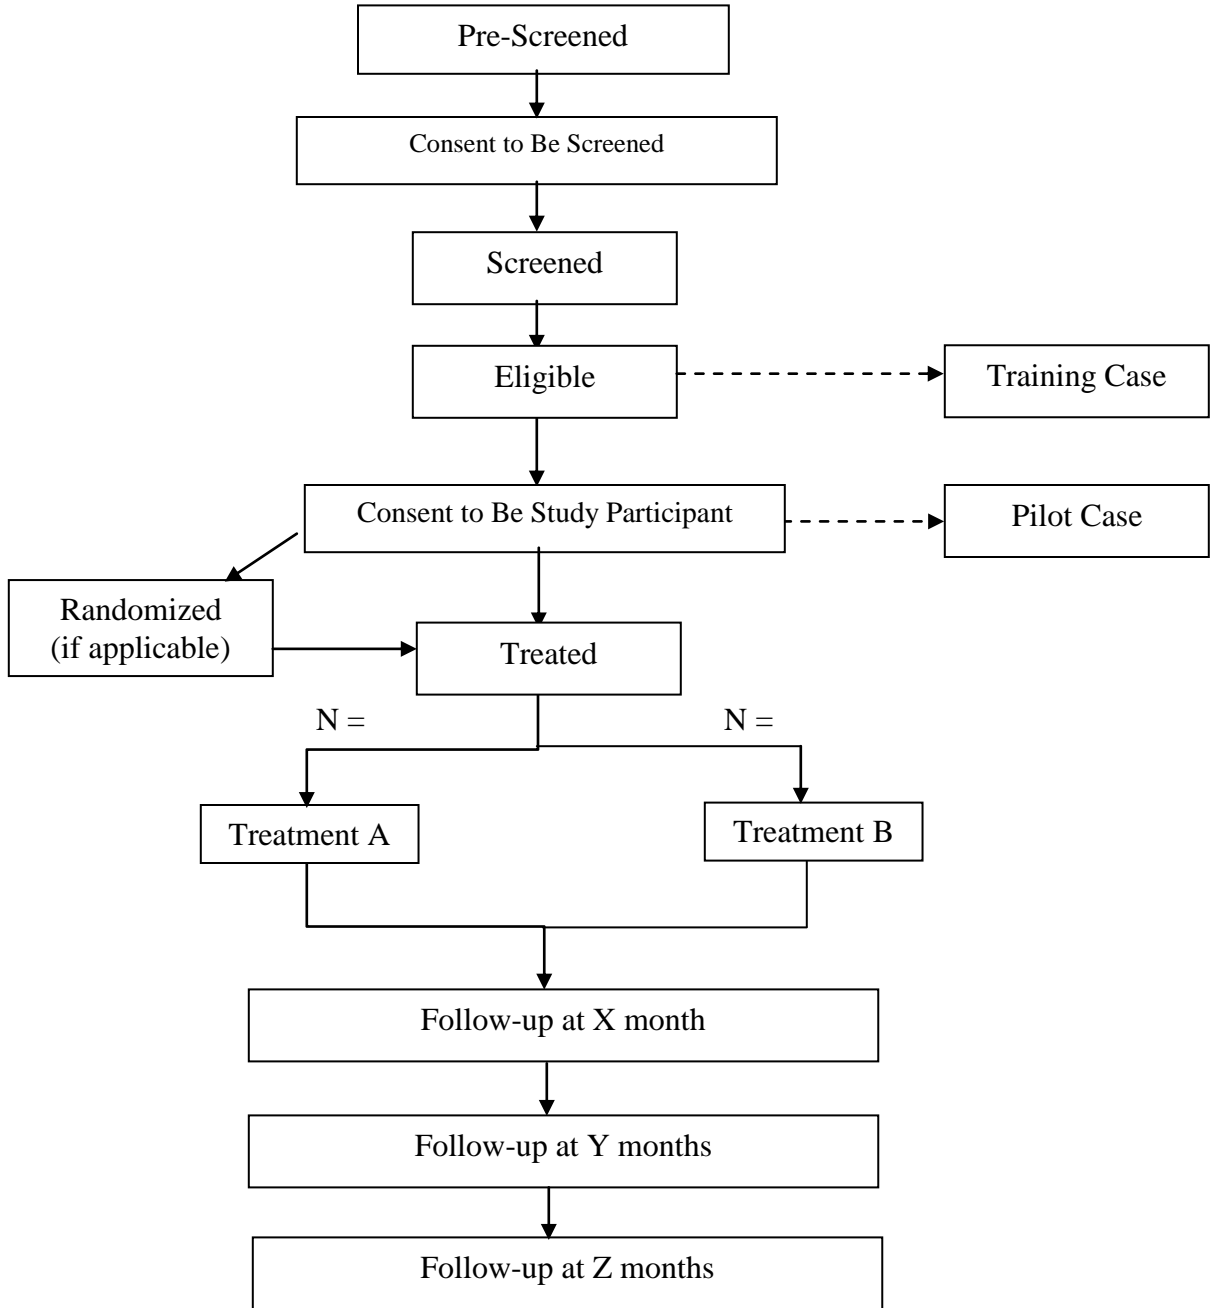 Pre-Screened
Consent to Be Screened
Screened
Eligible
Training Case
Consent to Be Study Participant
Pilot Case
Randomized
(if applicable)
Treated
N =
N =
Treatment A
Treatment B
Follow-up at X month
Follow-up at Y months
Follow-up at Z months